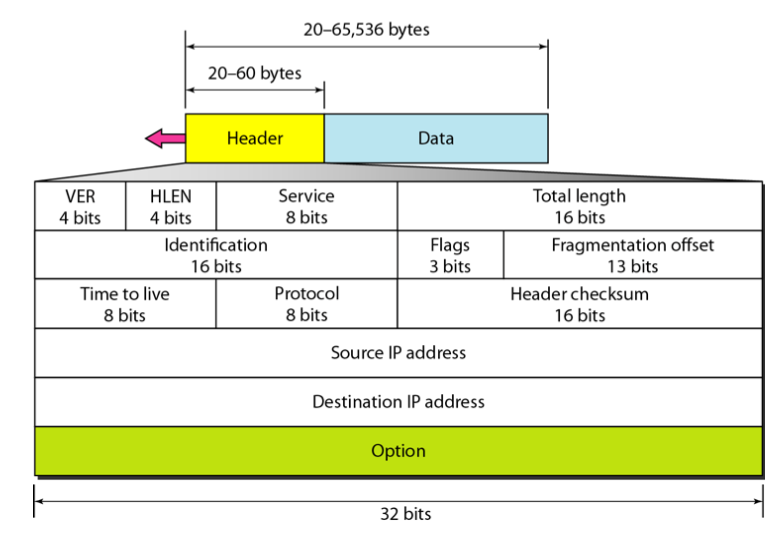 20–65,536 bytes
20–60 bytes
Header
Data
VER
4 bits
HLEN
4 bits
Service
8 bits
Total length
16 bits
Identification
16 bits
Flags
3 bits
Fragmentation offset
13 bits
Time to live
8 bits
Protocol
8 bits
Header checksum
16 bits
Source IP address
Destination IP address
Option
32 bits